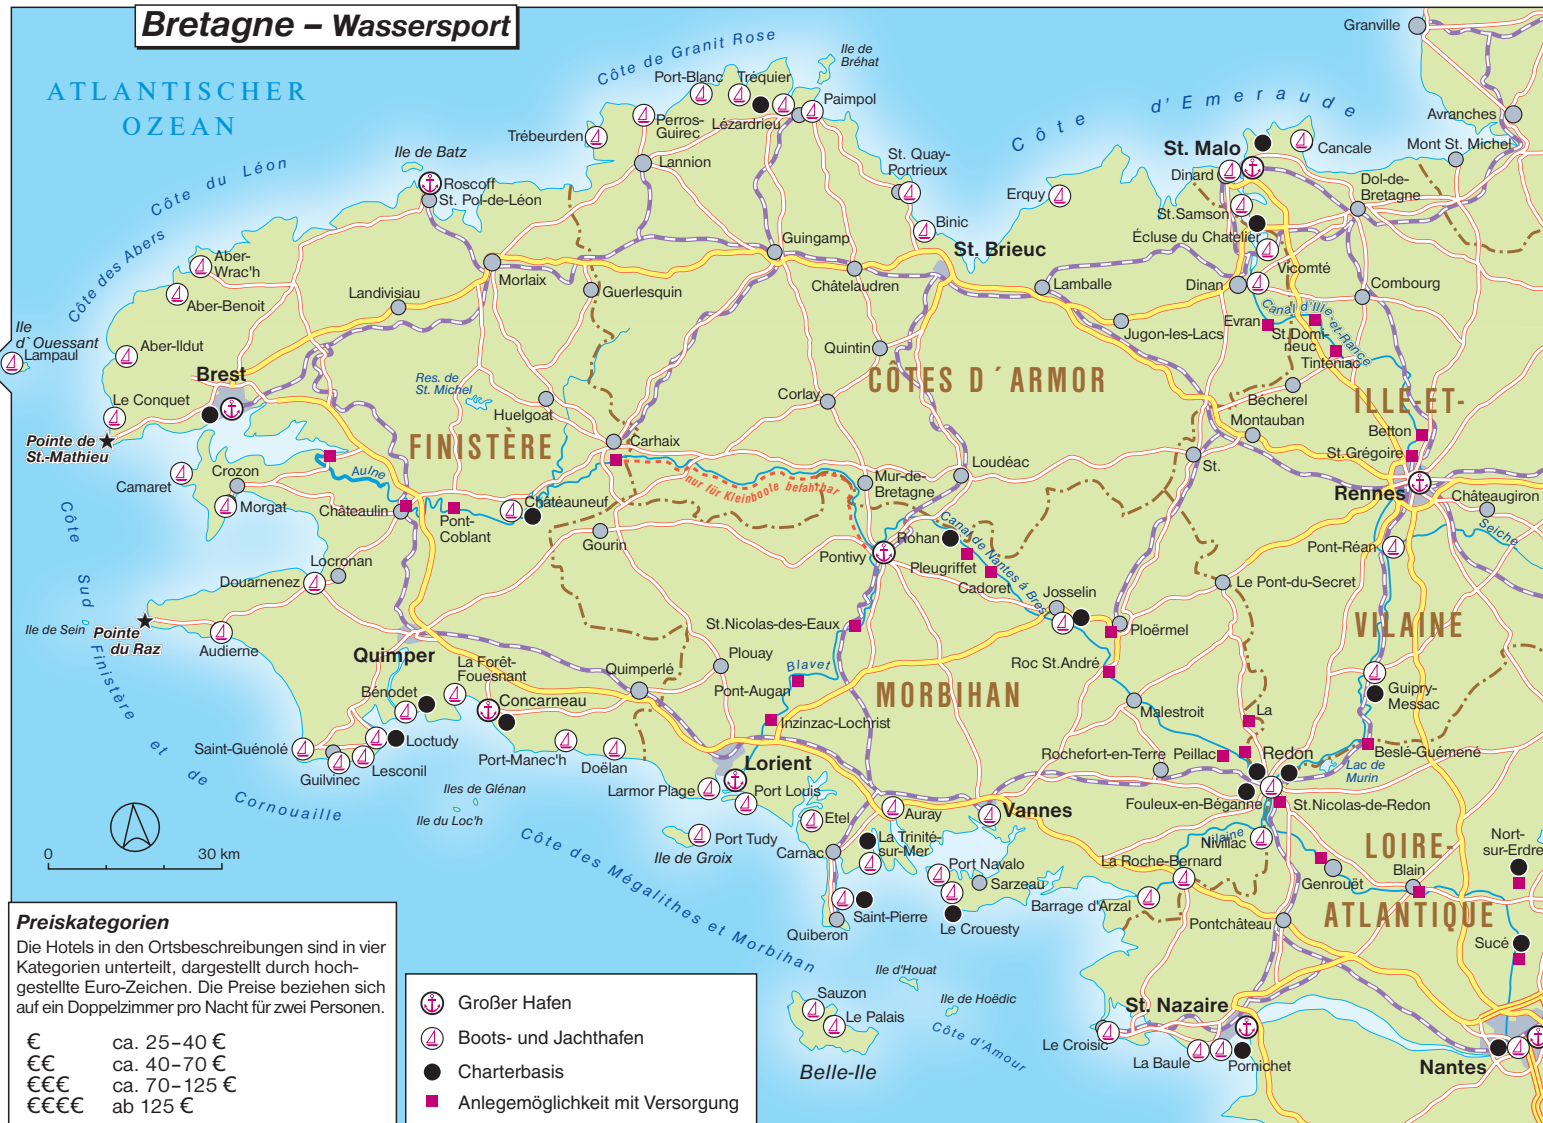 Bretagne – Wassersport
ATLANTISCHER
OZEAN
Côte de Granit Rose
Ile de
Bréhat
Port-Blanc
Tréquier
Paimpol
Lézardrieu
Perros-
Guirec
Trébeurden
Lannion
Côte d'Emeraude
Granville
Avranches
Mont St. Michel
St. Malo
Cancale
Dinard
Dol-de-
Bretagne
St.Samson
Écluse du Chatelier
Vicomté
Dinan
Combourg
Canal d'Ille-et-Rance
Evran
St.Domi-
neuc
Tinténiac
Côte du Léon
Ile de Batz
Roscoff
St. Pol-de-Léon
St. Quay-
Portrieux
Erquy
Binic
St. Brieuc
Guingamp
Châtelaudren
Lamballe
Jugon-les-Lacs
Côte des Abers
Aber-
Wrac'h
Aber-Benoit
Landivisiau
Morlaix
Guerlesquin
Ile
d`Ouessant
Lampaul
Aber-Ildut
Brest
Le Conquet
Pointe de
St.-Mathieu
Res. de
St. Michel
Huelgoat
Quintin
Corlay
CÔTES D´ARMOR
Bécherel
Montauban
ILLE-ET-
Betton
St.Grégoire
Rennes
Châteaugiron
Seiche
FINISTÈRE
Carhaix
Loudéac
St.
Camaret
Crozon
Morgat
Aulne
Châteaulin
Pont-
Coblant
Châteauneuf
nur für Kleinboote befahrbar
Mur-de-
Bretagne
Gourin
Rohan
Canal de Nantes á Bres
Pontivy
Pleugriffet
Cadoret
Pont-Réan
Le Pont-du-Secret
Côte Sud Finistère et de Cornouaille
Locronan
Douarnenez
Ile de Sein
Pointe
du Raz
Audierne
Josselin
Ploërmel
VILAINE
St.Nicolas-des-Eaux
Roc St.André
Quimper
La Forêt-
Fouesnant
Quimperlé
Plouay
Blavet
Pont-Augan
MORBIHAN
Malestroit
La
Guipry-
Messac
Bénodet
Concarneau
Inzinzac-Lochrist
Loctudy
Saint-Guénolé
Lesconil
Guilvinec
Port-Manec'h
Doëlan
Rochefort-en-Terre
Peillac
Redon
Beslé-Guémené
Lac de
Murin
Lorient
Larmor Plage
Port Louis
Iles de Glénan
Ile du Loc'h
Fouleux-en-Béganne
St.Nicolas-de-Redon
Etel
Auray
Vannes
Vilaine
Nivillac
Port Tudy
Ile de Groix
Carnac
La Trinité-
sur-Mer
Port Navalo
Sarzeau
La Roche-Bernard
Barrage d'Arzal
Genrouët
Blain
LOIRE-
ATLANTIQUE
Nort-
sur-Erdre
Sucé
0 30 km
Côte des Mégalithes et Morbihan
Saint-Pierre
Quiberon
Le Crouesty
Pontchâteau
Ile d'Houat
Ile de Hoëdic
Sauzon
Le Palais
Belle-Ile
Côte d'Amour
St. Nazaire
Le Croisic
La Baule
Pornichet
Nantes
Preiskategorien
Die Hotels in den Ortsbeschreibungen sind in vier
Kategorien unterteilt, dargestellt durch hoch-
gestellte Euro-Zeichen. Die Preise beziehen sich
auf ein Doppelzimmer pro Nacht für zwei Personen.
€ ca. 25–40 €
€€ ca. 40–70 €
€€€ ca. 70–125 €
€€€€ ab 125 €
Großer Hafen
Boots- und Jachthafen
Charterbasis
Anlegemöglichkeit mit Versorgung